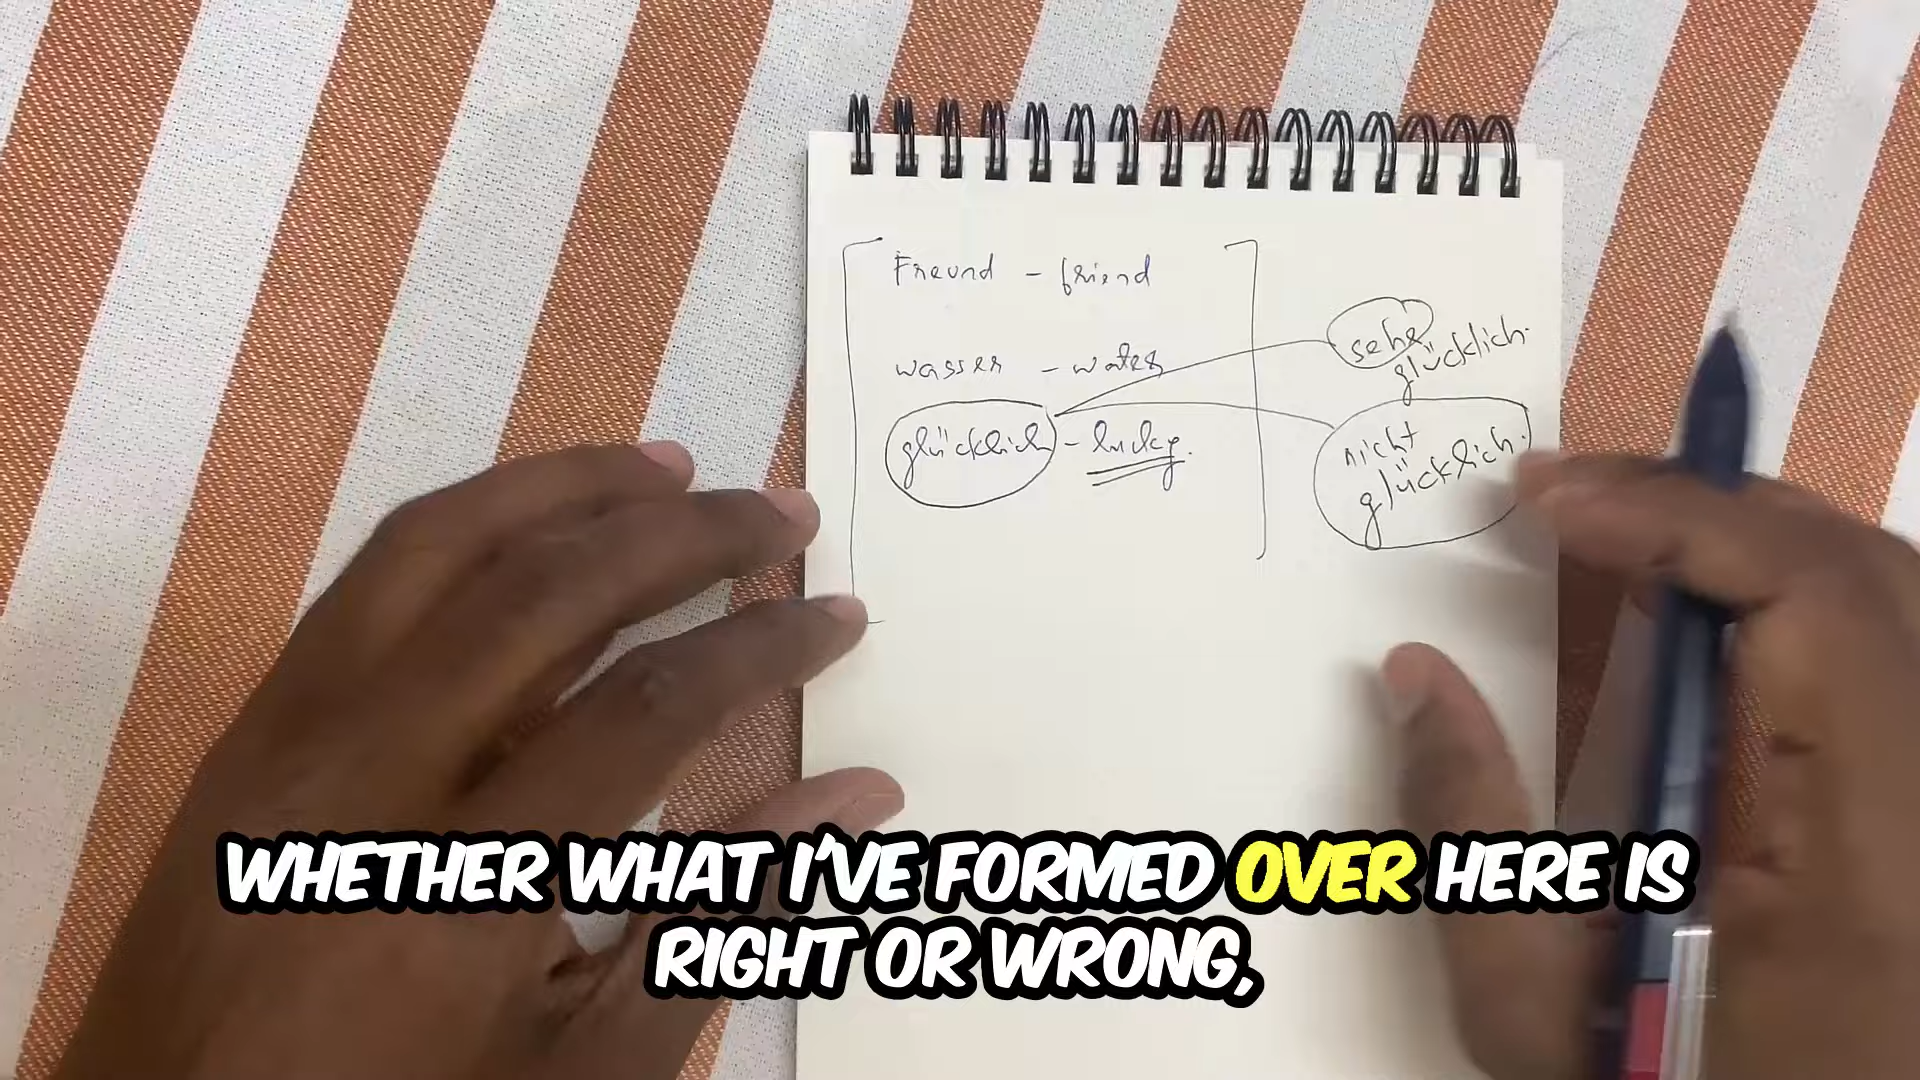 Freund - friend
wasser - water
glücklich - lucky.
sehr
glücklich.
nicht
glücklich.
WHETHER WHAT I'VE FORMED OVER HERE IS
RIGHT OR WRONG,